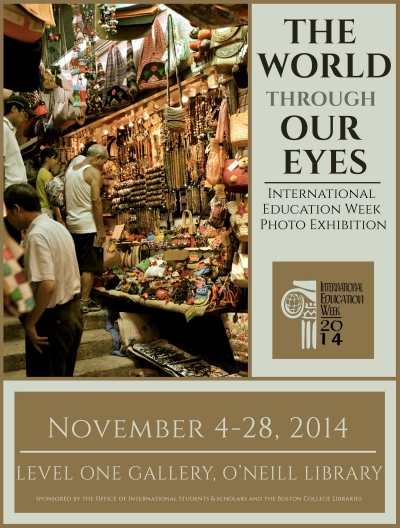 THE
WORLD
THROUGH
OUR
EYES
INTERNATIONAL
EDUCATION WEEK
PHOTO EXHIBITION
INTERNATIONAL
EDUCATION
WEEK
20
14
NOVEMBER 4-28, 2014
LEVEL ONE GALLERY, O'NEILL LIBRARY
SPONSORED BY THE OFFICE OF INTERNATIONAL STUDENTS & SCHOLARS AND THE BOSTON COLLEGE LIBRARIES